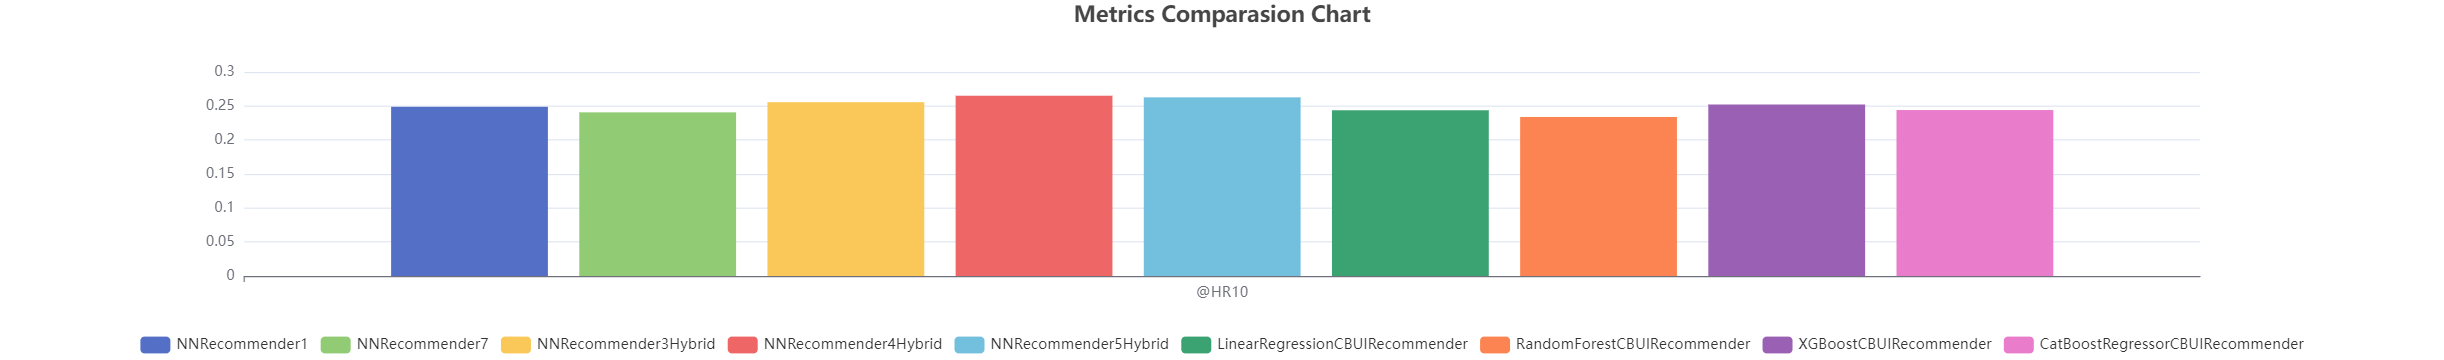 Metrics Comparasion Chart
0.3
0.25
0.2
0.15
0.1
0.05
0
@HR10
NNRecommender1 NNRecommender7 NNRecommender3Hybrid NNRecommender4Hybrid NNRecommender5Hybrid LinearRegressionCBUIRecommender RandomForestCBUIRecommender XGBoostCBUIRecommender CatBoostRegressorCBUIRecommender